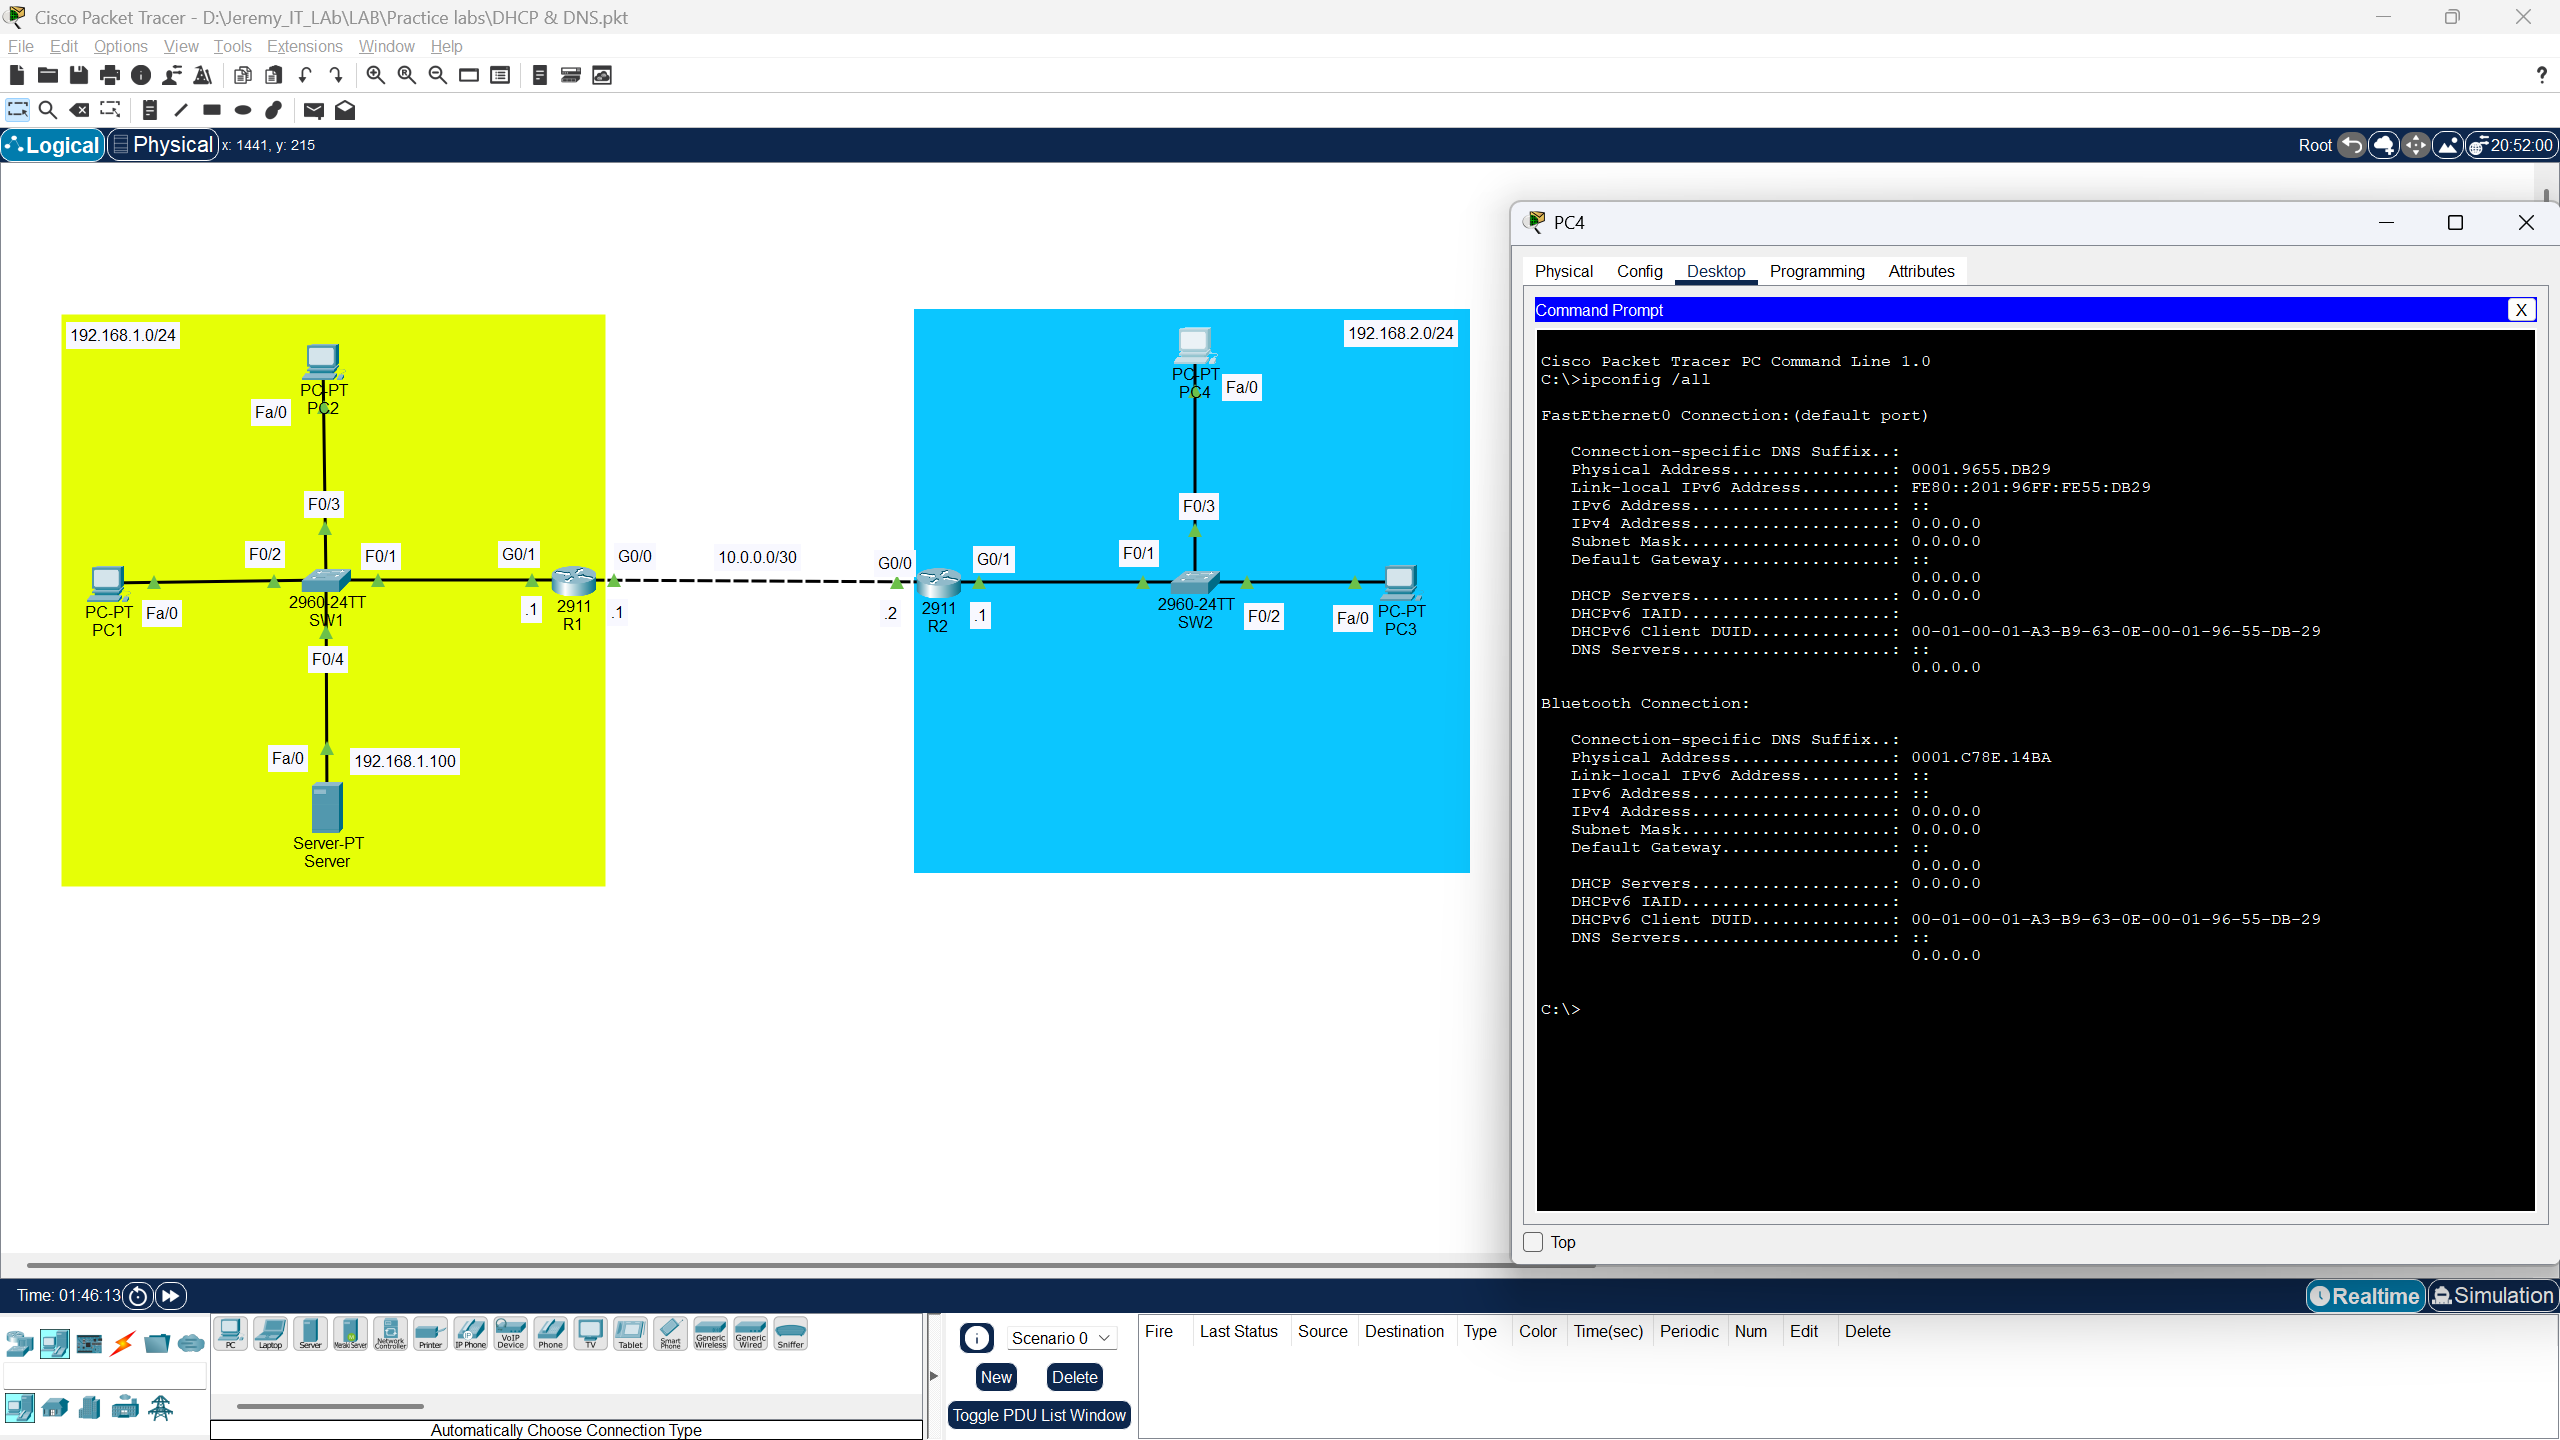 Cisco Packet Tracer - D:\Jeremy_IT_LAb\LAB\Practice labs\DHCP & DNS.pkt
File Edit Options View Tools Extensions Window Help
?
Logical Physical x: 1441, y: 215
Root 20:52:00
192.168.1.0/24
PC-PT
PC2
Fa/0
F0/3
F0/2
F0/1
G0/1
G0/0
PC-PT
PC1
Fa/0
2960-24TT
SW1
.1
2911
R1
.1
F0/4
Fa/0
192.168.1.100
Server-PT
Server
10.0.0.0/30
192.168.2.0/24
PC-PT
PC4
Fa/0
F0/3
G0/0
G0/1
F0/1
.2
2911
R2
.1
2960-24TT
SW2
F0/2
Fa/0
PC-PT
PC3
PC4
Physical Config Desktop Programming Attributes
Command Prompt
X
Cisco Packet Tracer PC Command Line 1.0
C:\>ipconfig /all
FastEthernet0 Connection:(default port)
Connection-specific DNS Suffix..:
Physical Address................: 0001.9655.DB29
Link-local IPv6 Address.........: FE80::201:96FF:FE55:DB29
IPv6 Address....................: ::
IPv4 Address....................: 0.0.0.0
Subnet Mask.....................: 0.0.0.0
Default Gateway.................: ::
0.0.0.0
DHCP Servers....................: 0.0.0.0
DHCPv6 IAID.....................:
DHCPv6 Client DUID..............: 00-01-00-01-A3-B9-63-0E-00-01-96-55-DB-29
DNS Servers.....................: ::
0.0.0.0
Bluetooth Connection:
Connection-specific DNS Suffix..:
Physical Address................: 0001.C78E.14BA
Link-local IPv6 Address.........: ::
IPv6 Address....................: ::
IPv4 Address....................: 0.0.0.0
Subnet Mask.....................: 0.0.0.0
Default Gateway.................: ::
0.0.0.0
DHCP Servers....................: 0.0.0.0
DHCPv6 IAID.....................:
DHCPv6 Client DUID..............: 00-01-00-01-A3-B9-63-0E-00-01-96-55-DB-29
DNS Servers.....................: ::
0.0.0.0
C:\>
Top
Time: 01:46:13
Realtime Simulation
PC
Laptop
Server
Meraki Server
Network Controller
Printer
IP Phone
VoIP Device
Phone
TV
Tablet
Smart Phone
Generic Wireless
Generic Wired
Sniffer
Automatically Choose Connection Type
Scenario 0
New Delete
Toggle PDU List Window
Fire Last Status Source Destination Type Color Time(sec) Periodic Num Edit Delete